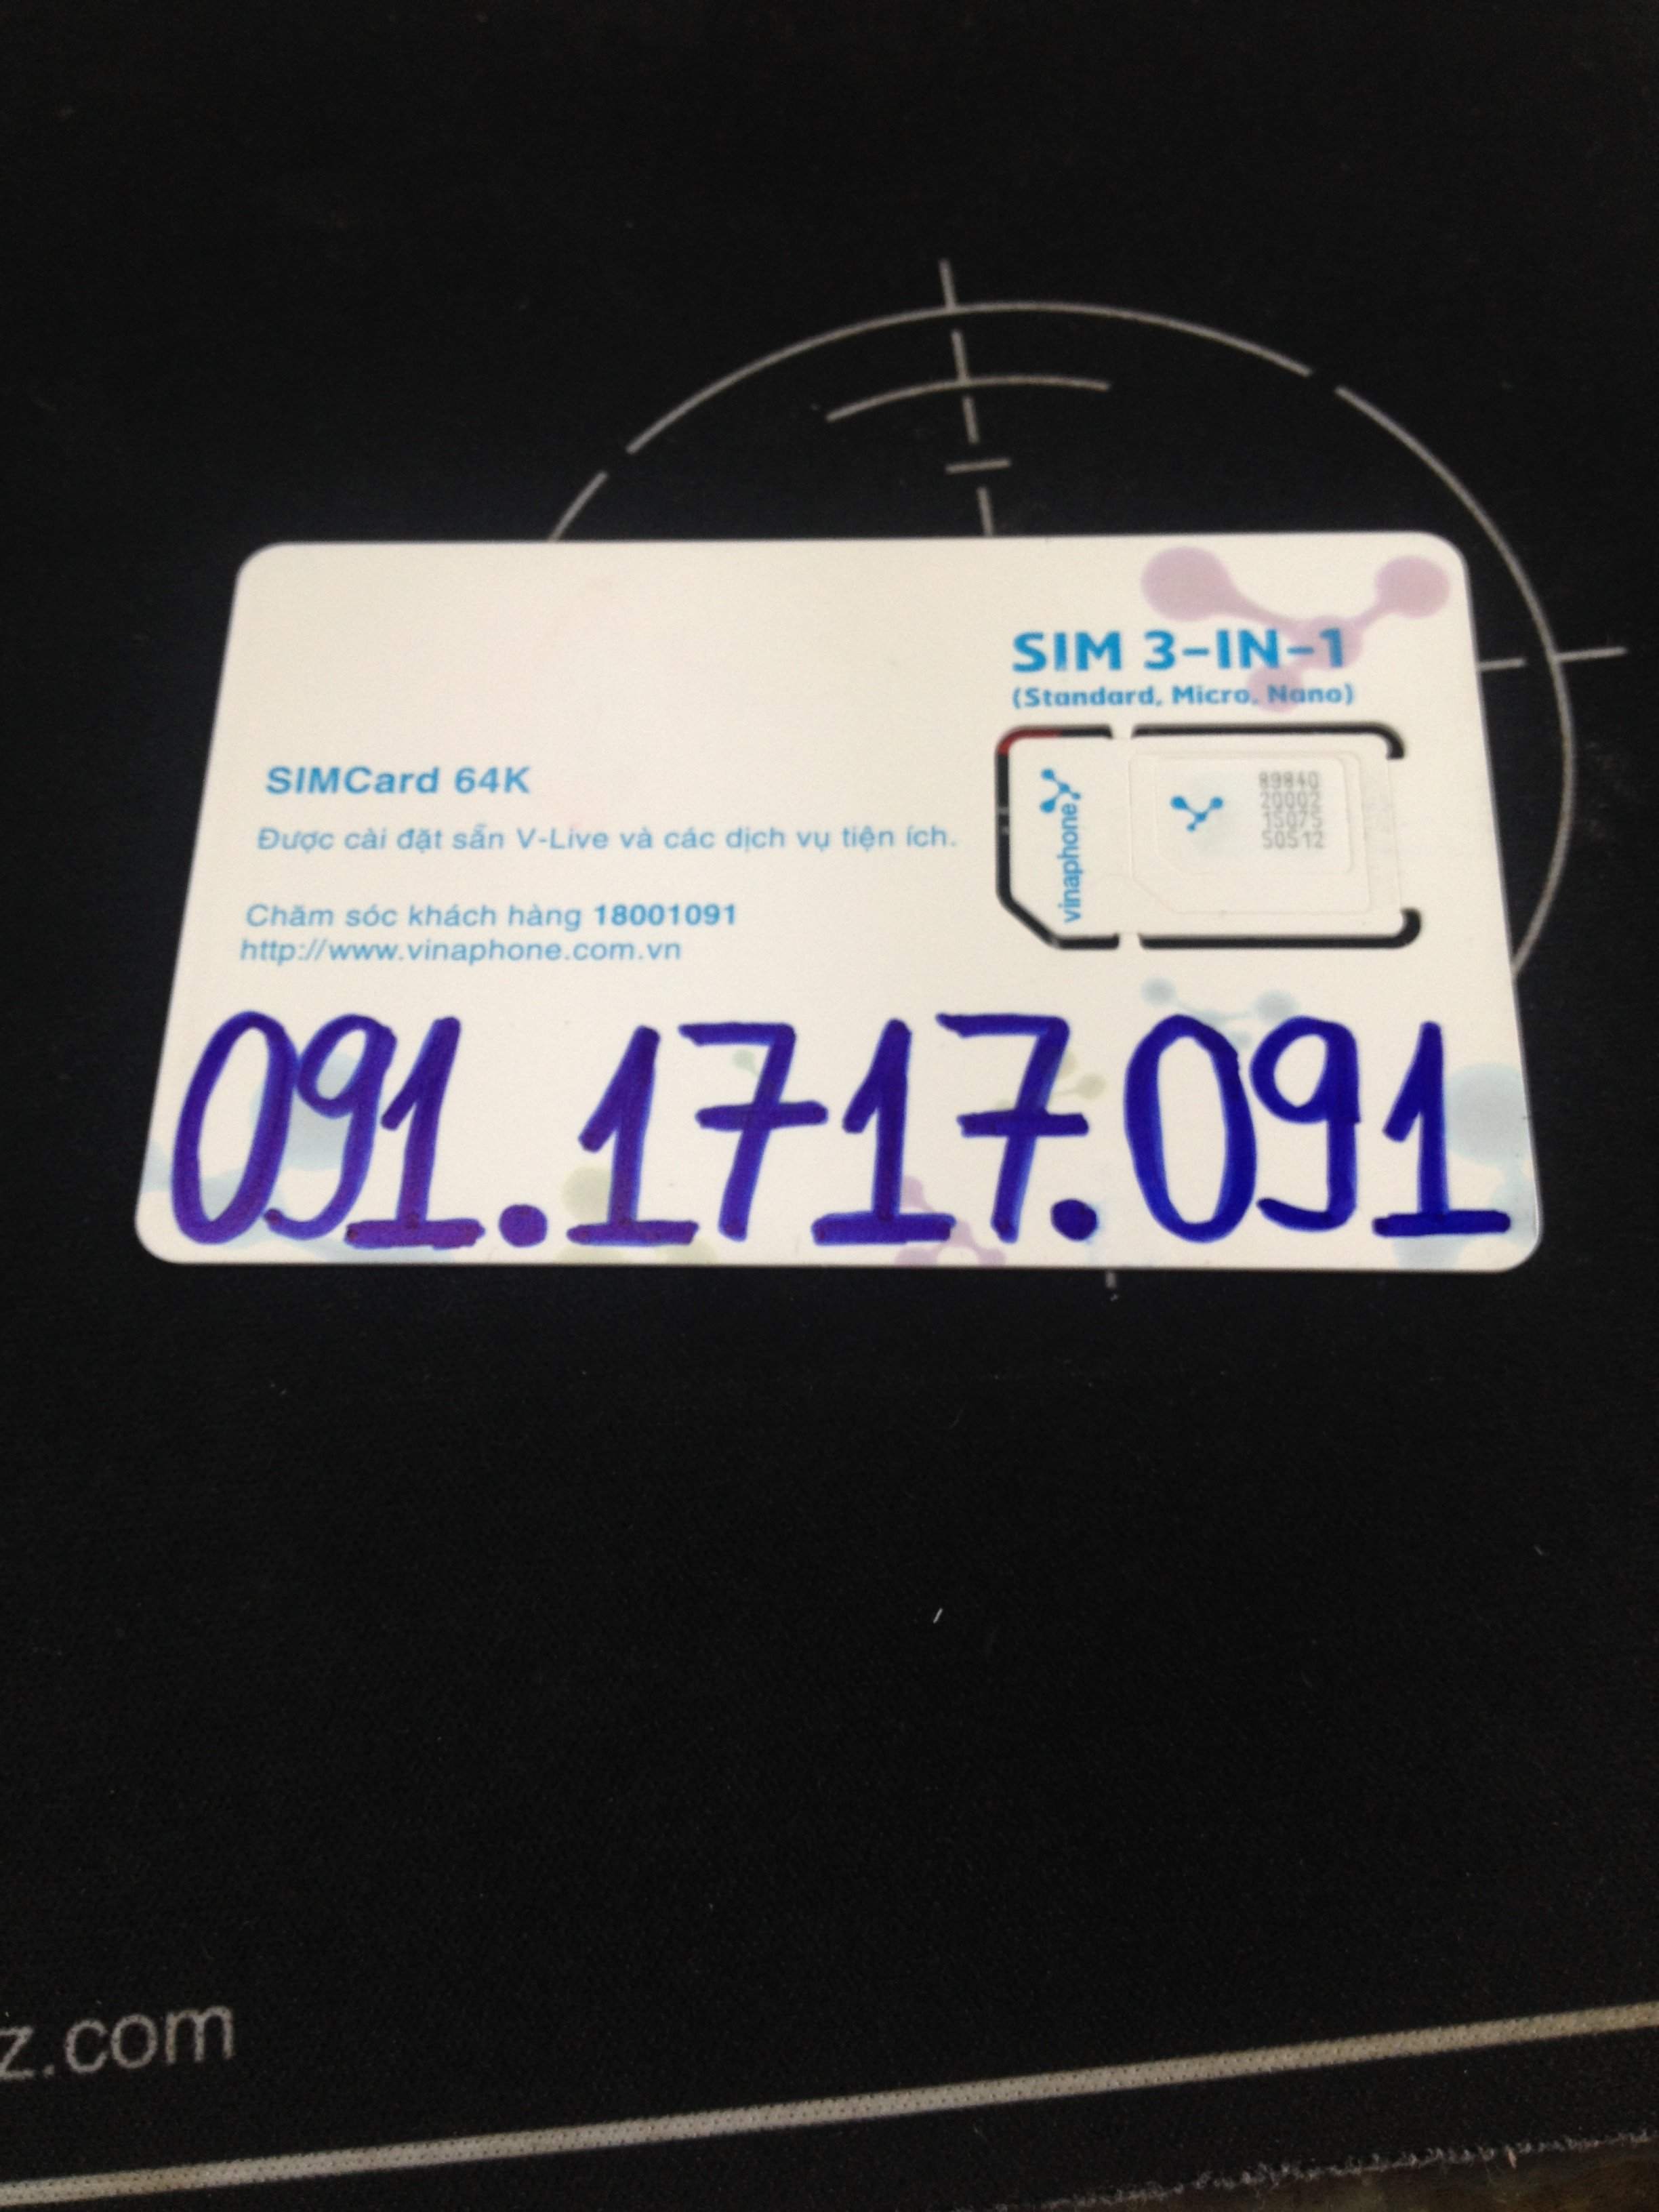 SIM 3-IN-1
(Standard, Micro, Nano)
SIMCard 64K
Được cài đặt sẵn V-Live và các dịch vụ tiện ích.
Chăm sóc khách hàng 18001091
http://www.vinaphone.com.vn
vinaphone
89840
20002
15075
50512
091.1717.091
z.com